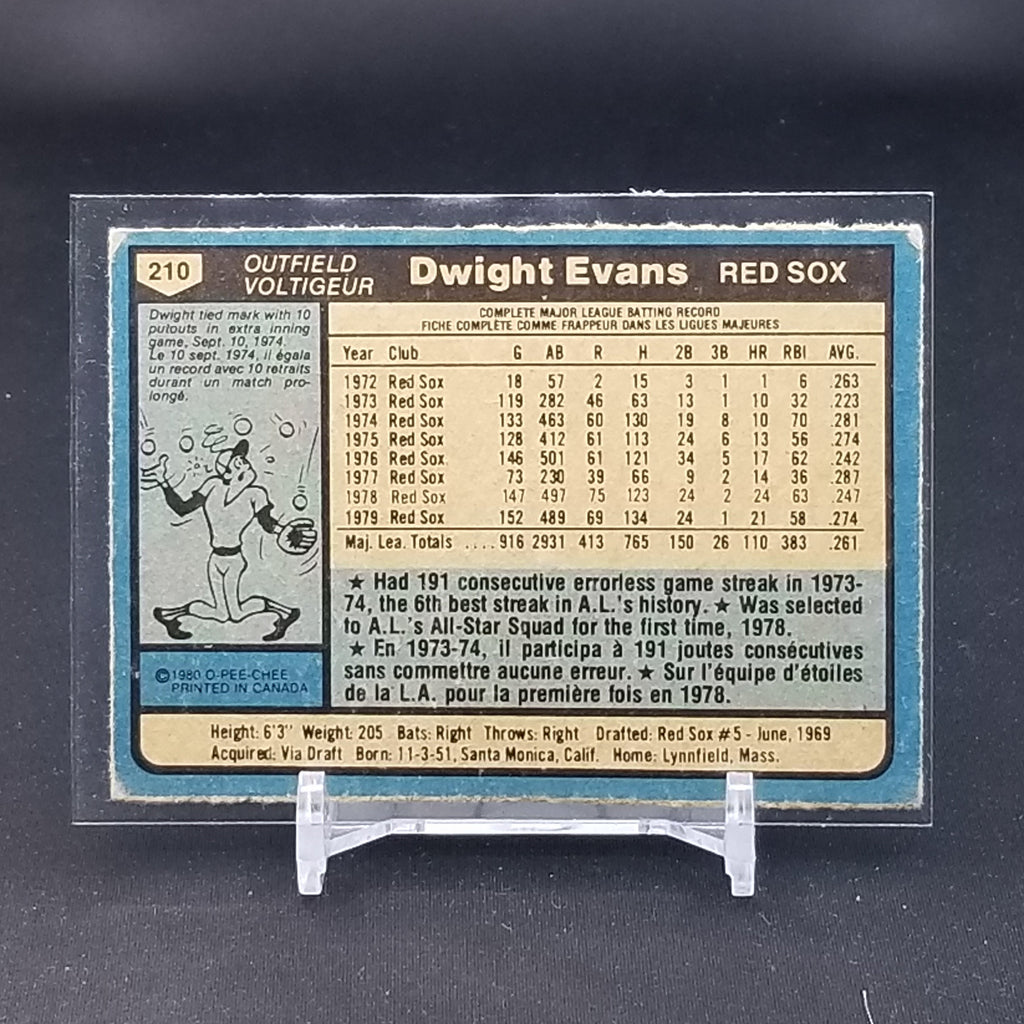 210 OUTFIELD Dwight Evans RED SOX
VOLTIGEUR
Dwight tied mark with 10
putouts in extra inning
game, Sept. 10, 1974.
Le 10 sept. 1974, il égala
un record avec 10 retraits
durant un match pro-
longé.
©1980 O-PEE-CHEE
PRINTED IN CANADA
COMPLETE MAJOR LEAGUE BATTING RECORD
FICHE COMPLÈTE COMME FRAPPEUR DANS LES LIGUES MAJEURES
Year Club G AB R H 2B 3B HR RBI AVG.
1972 Red Sox 18 57 2 15 3 1 1 6 .263
1973 Red Sox 119 282 46 63 13 1 10 32 .223
1974 Red Sox 133 463 60 130 19 8 10 70 .281
1975 Red Sox 128 412 61 113 24 6 13 56 .274
1976 Red Sox 146 501 61 121 34 5 17 62 .242
1977 Red Sox 73 230 39 66 9 2 14 36 .287
1978 Red Sox 147 497 75 123 24 2 24 63 .247
1979 Red Sox 152 489 69 134 24 1 21 58 .274
Maj. Lea. Totals ....916 2931 413 765 150 26 110 383 .261
★ Had 191 consecutive errorless game streak in 1973-
74, the 6th best streak in A.L.'s history. ★ Was selected
to A.L.'s All-Star Squad for the first time, 1978.
★ En 1973-74, il participa à 191 joutes consécutives
sans commettre aucune erreur. ★ Sur l'équipe d'étoiles
de la L.A. pour la première fois en 1978.
Height: 6'3" Weight: 205 Bats: Right Throws: Right Drafted: Red Sox #5 - June, 1969
Acquired: Via Draft Born: 11-3-51, Santa Monica, Calif. Home: Lynnfield, Mass.